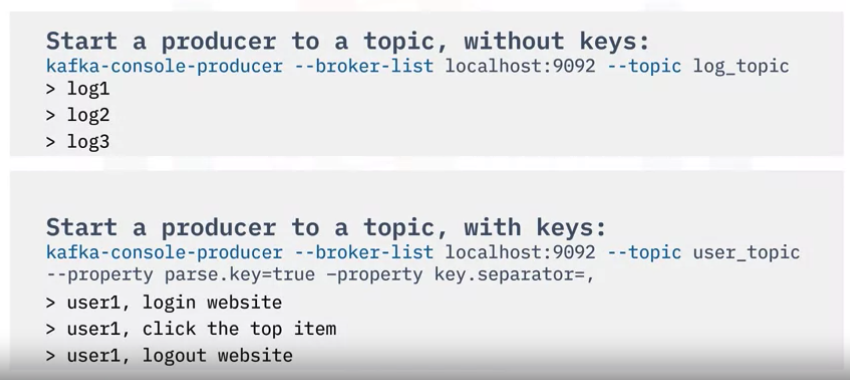 Start a producer to a topic, without keys:
kafka-console-producer --broker-list localhost:9092 --topic log_topic
> log1
> log2
> log3
Start a producer to a topic, with keys:
kafka-console-producer --broker-list localhost:9092 --topic user_topic
--property parse.key=true –property key.separator=,
> user1, login website
> user1, click the top item
> user1, logout website